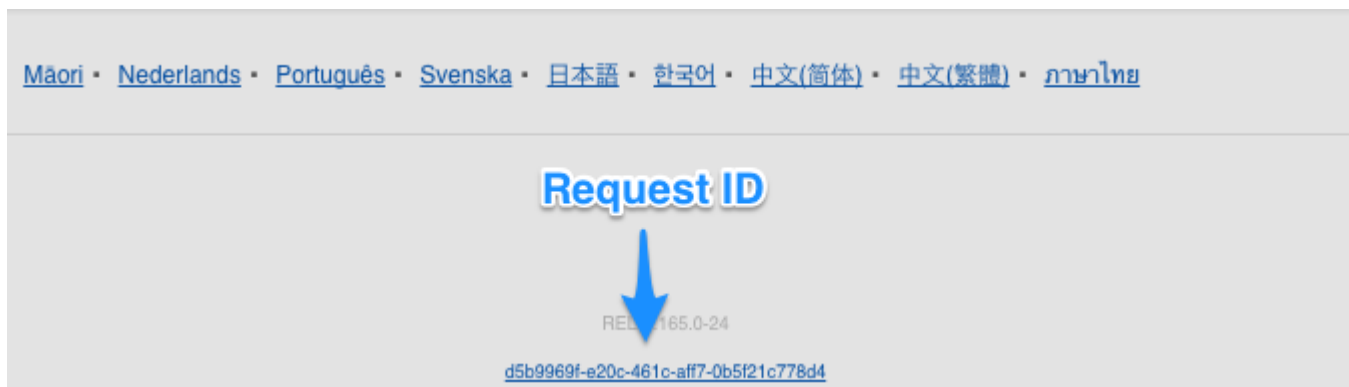 Māori ▪ Nederlands ▪ Português ▪ Svenska ▪ 日本語 ▪ 한국어 ▪ 中文(简体) ▪ 中文(繁體) ▪ ภาษาไทย
Request ID
165.0-24
d5b9969f-e20c-461c-aff7-0b5f21c778d4